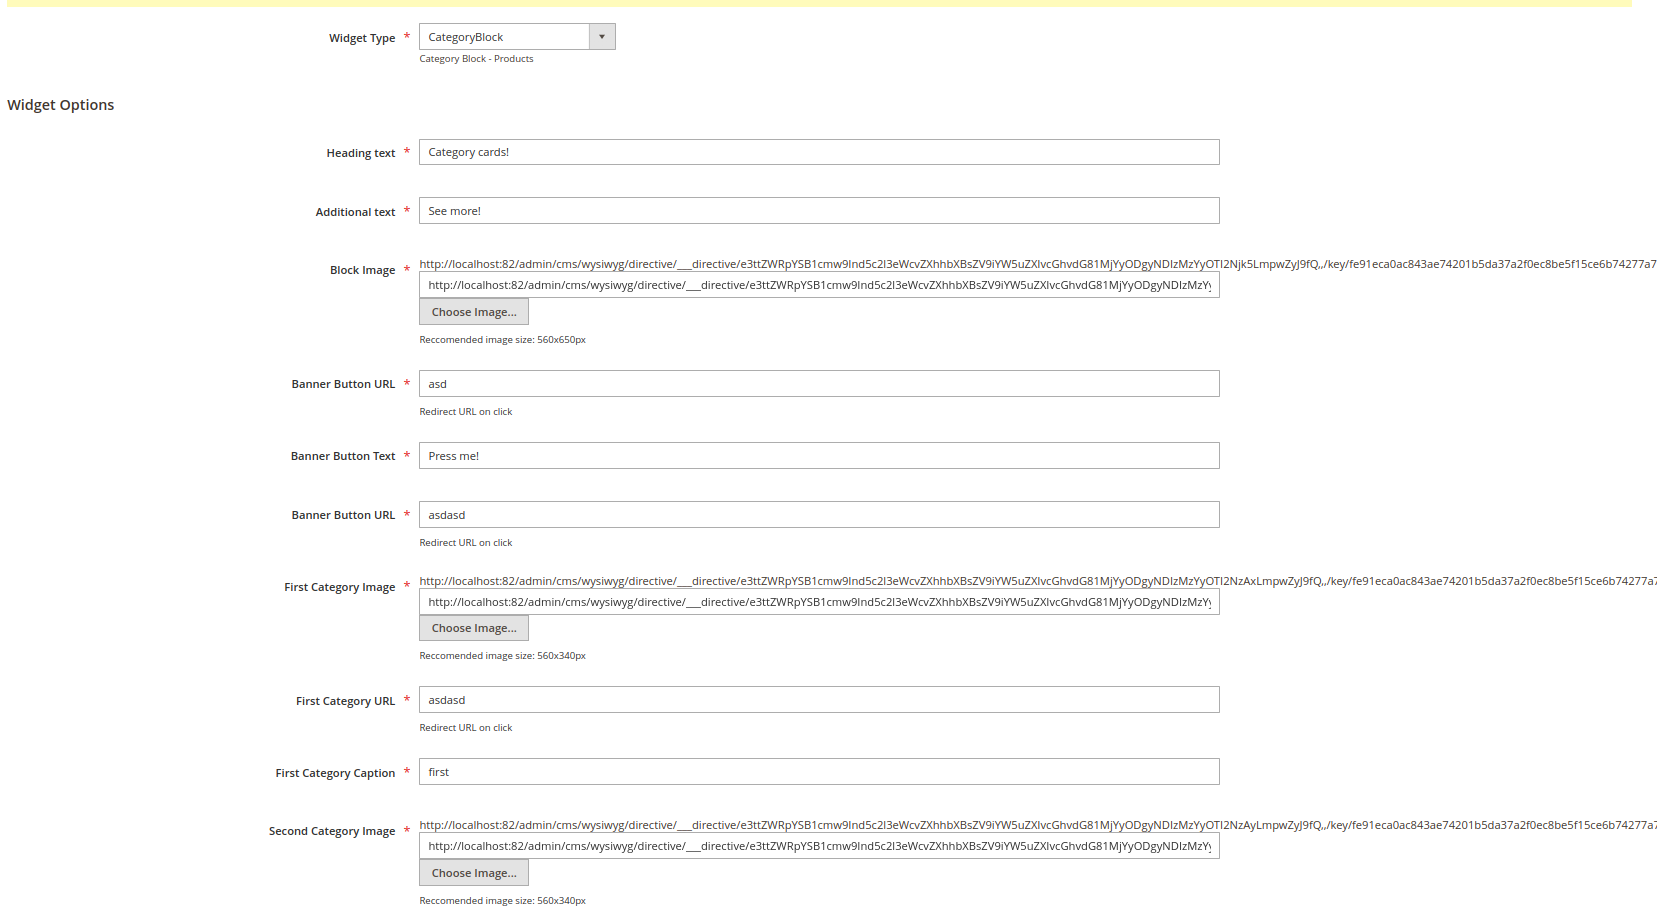 Widget Type * CategoryBlock
Category Block - Products
Widget Options
Heading text * Category cards!
Additional text * See more!
http://localhost:82/admin/cms/wysiwyg/directive/___directive/e3ttZWRpYSB1cmw9Ind5c2l3eWcvZXhhbXBsZV9iYW5uZXIvcGhvdG81MjYyODgyNDIzMzYyOTI2Njk5LmpwZyJ9fQ,,/key/fe91eca0ac843ae74201b5da37a2f0ec8be5f15ce6b74277a7
Block Image *
http://localhost:82/admin/cms/wysiwyg/directive/___directive/e3ttZWRpYSB1cmw9Ind5c2l3eWcvZXhhbXBsZV9iYW5uZXIvcGhvdG81MjYyODgyNDIzMzYy
Choose Image...
Reccomended image size: 560x650px
Banner Button URL * asd
Redirect URL on click
Banner Button Text * Press me!
Banner Button URL * asdasd
Redirect URL on click
http://localhost:82/admin/cms/wysiwyg/directive/___directive/e3ttZWRpYSB1cmw9Ind5c2l3eWcvZXhhbXBsZV9iYW5uZXIvcGhvdG81MjYyODgyNDIzMzYyOTI2NzAxLmpwZyJ9fQ,,/key/fe91eca0ac843ae74201b5da37a2f0ec8be5f15ce6b74277a7
First Category Image *
http://localhost:82/admin/cms/wysiwyg/directive/___directive/e3ttZWRpYSB1cmw9Ind5c2l3eWcvZXhhbXBsZV9iYW5uZXIvcGhvdG81MjYyODgyNDIzMzYy
Choose Image...
Reccomended image size: 560x340px
First Category URL * asdasd
Redirect URL on click
First Category Caption * first
http://localhost:82/admin/cms/wysiwyg/directive/___directive/e3ttZWRpYSB1cmw9Ind5c2l3eWcvZXhhbXBsZV9iYW5uZXIvcGhvdG81MjYyODgyNDIzMzYyOTI2NzAyLmpwZyJ9fQ,,/key/fe91eca0ac843ae74201b5da37a2f0ec8be5f15ce6b74277a7
Second Category Image *
http://localhost:82/admin/cms/wysiwyg/directive/___directive/e3ttZWRpYSB1cmw9Ind5c2l3eWcvZXhhbXBsZV9iYW5uZXIvcGhvdG81MjYyODgyNDIzMzYy
Choose Image...
Reccomended image size: 560x340px